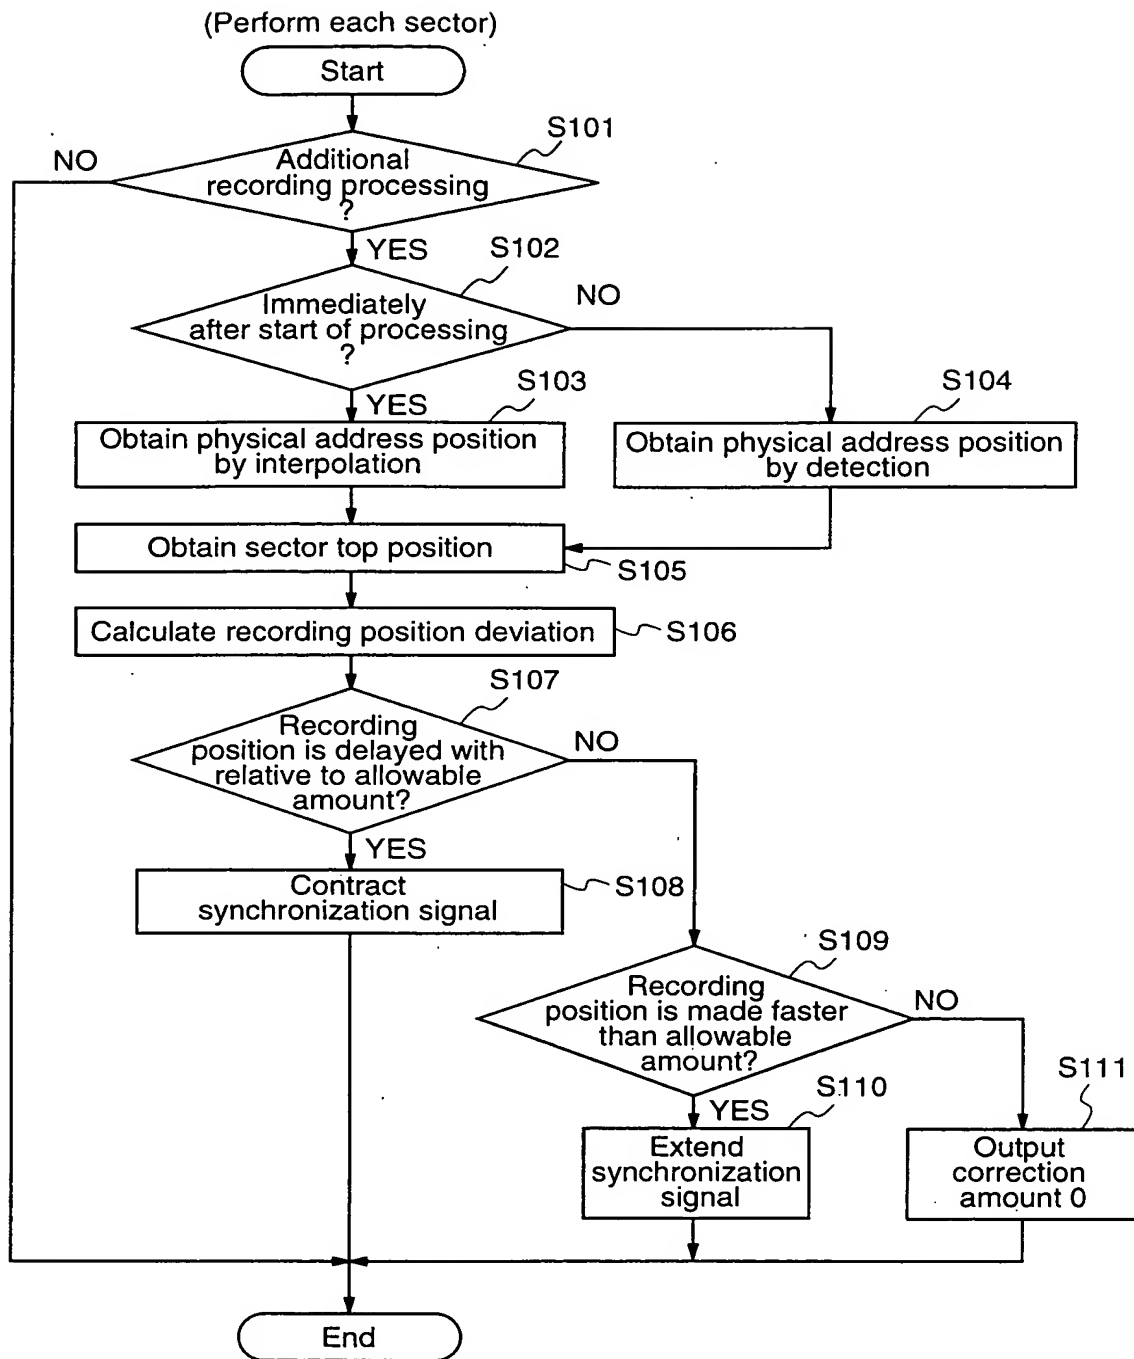 (Perform each sector)
Start
S101
NO
Additional
recording processing
?
YES
S102
Immediately
after start of processing
?
NO
YES
S103
Obtain physical address position
by interpolation
S104
Obtain physical address position
by detection
Obtain sector top position
S105
Calculate recording position deviation
S106
S107
Recording
position is delayed with
relative to allowable
amount?
NO
YES
Contract
synchronization signal
S108
S109
Recording
position is made faster
than allowable
amount?
NO
YES
S110
Extend
synchronization
signal
S111
Output
correction
amount 0
End